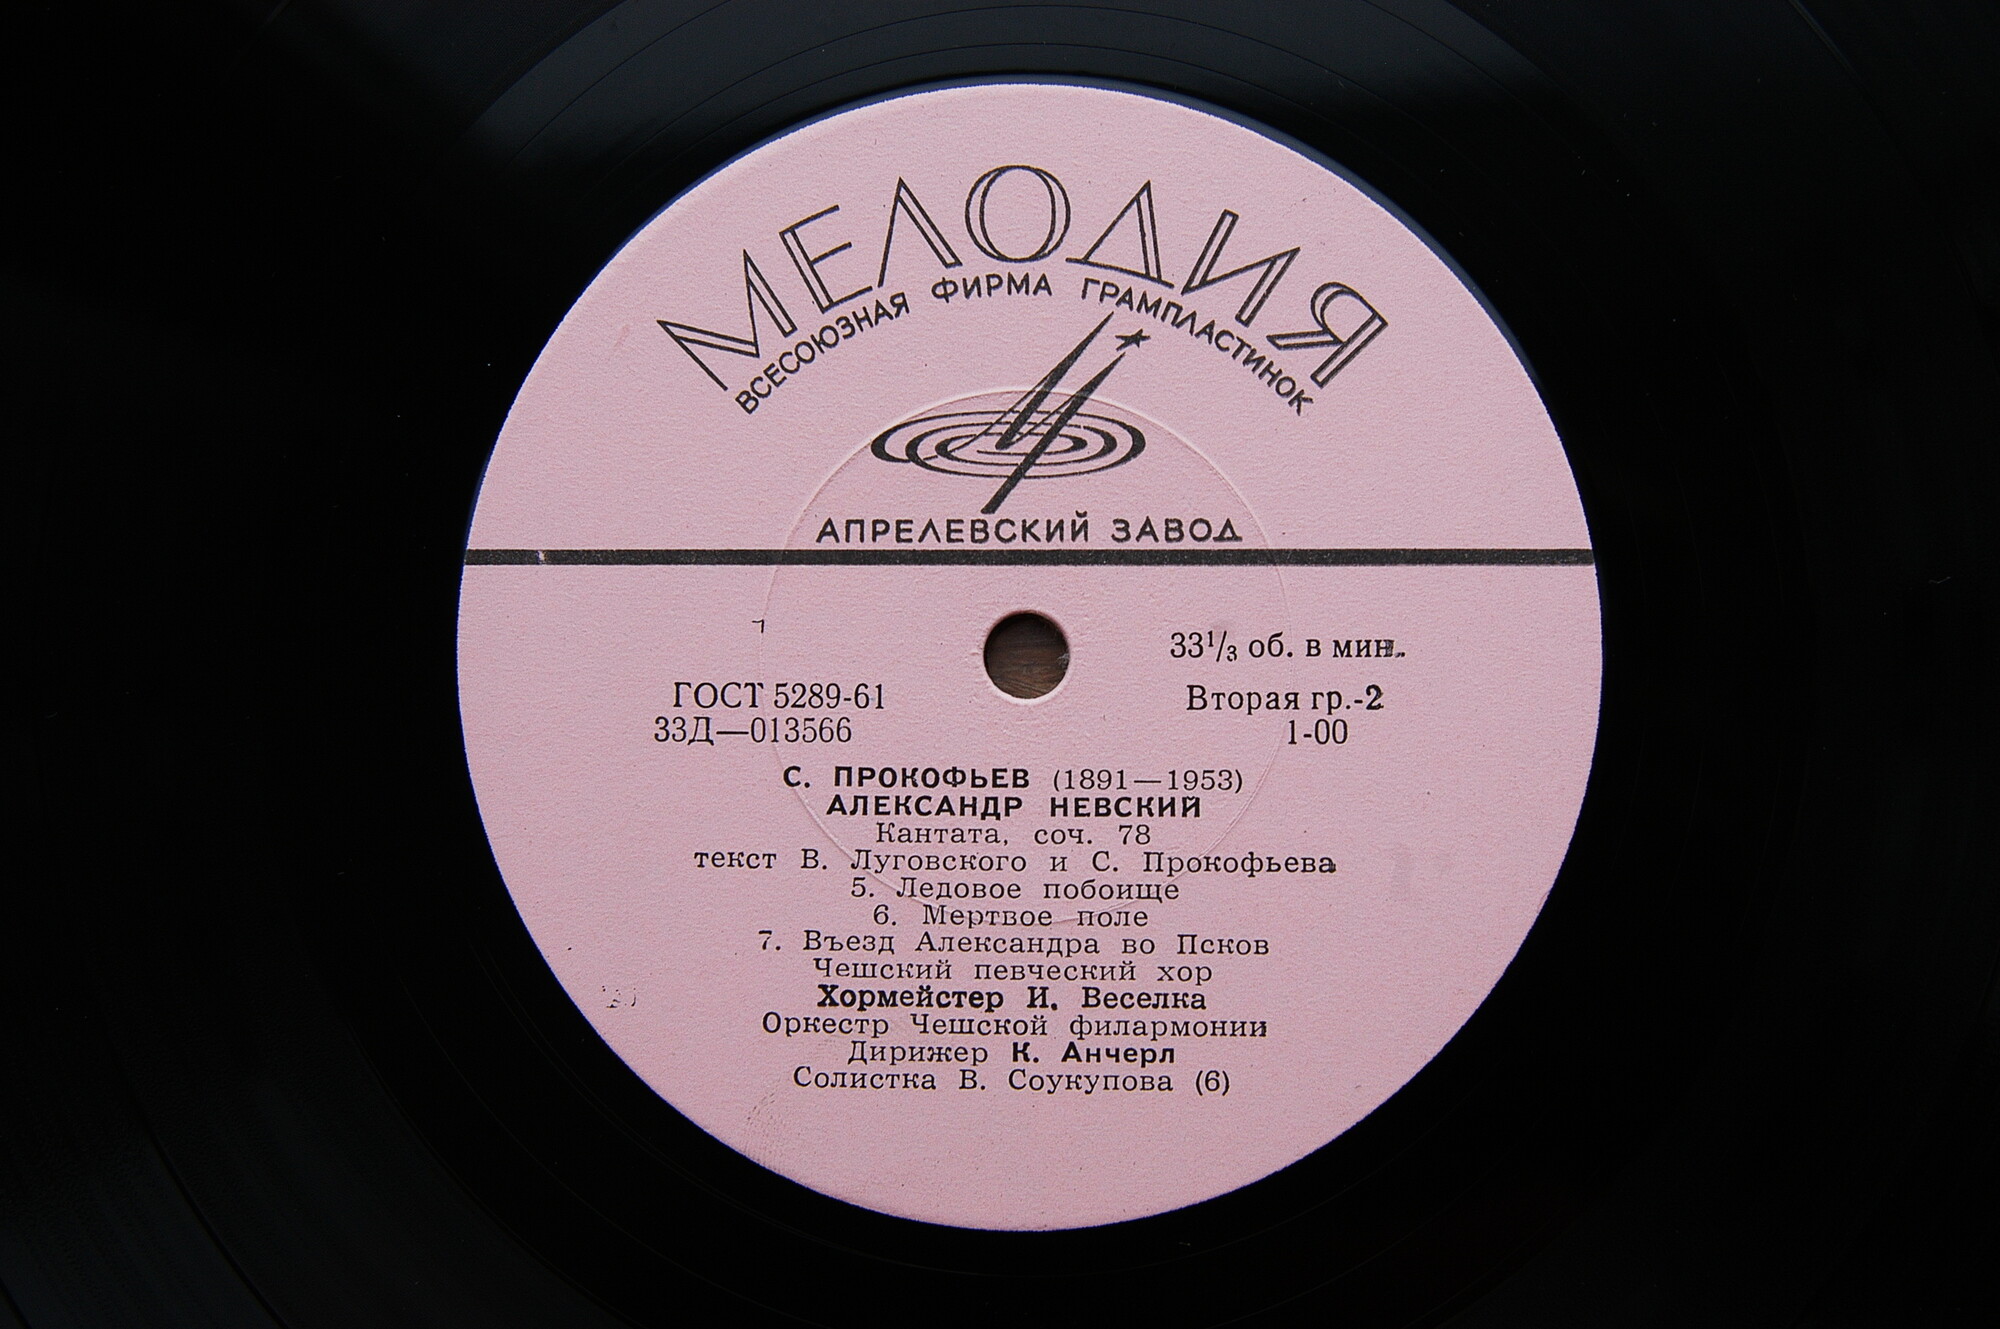 МЕЛОДИЯ
ВСЕСОЮЗНАЯ ФИРМА ГРАМПЛАСТИНОК
АПРЕЛЕВСКИЙ ЗАВОД
33¹/₃ об. в мин.
ГОСТ 5289-61
Вторая гр.-2
33Д—013566
1-00
С. ПРОКОФЬЕВ (1891—1953)
АЛЕКСАНДР НЕВСКИЙ
Кантата, соч. 78
текст В. Луговского и С. Прокофьева
5. Ледовое побоище
6. Мертвое поле
7. Въезд Александра во Псков
Чешский певческий хор
Хормейстер И. Веселка
Оркестр Чешской филармонии
Дирижер К. Анчерл
Солистка В. Соукупова (6)